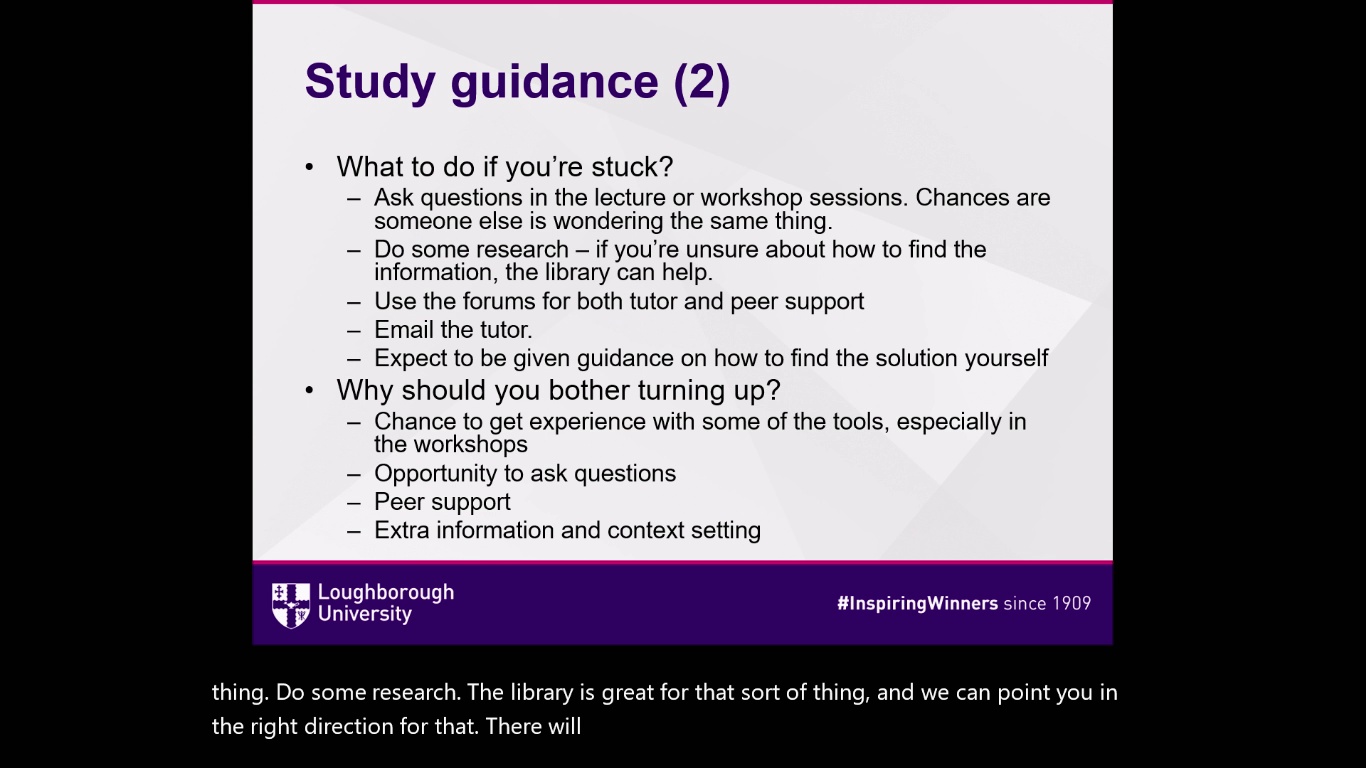 Study guidance (2)
• What to do if you’re stuck?
– Ask questions in the lecture or workshop sessions. Chances are
someone else is wondering the same thing.
– Do some research – if you’re unsure about how to find the
information, the library can help.
– Use the forums for both tutor and peer support
– Email the tutor.
– Expect to be given guidance on how to find the solution yourself
• Why should you bother turning up?
– Chance to get experience with some of the tools, especially in
the workshops
– Opportunity to ask questions
– Peer support
– Extra information and context setting
Loughborough
University
#InspiringWinners since 1909
thing. Do some research. The library is great for that sort of thing, and we can point you in
the right direction for that. There will